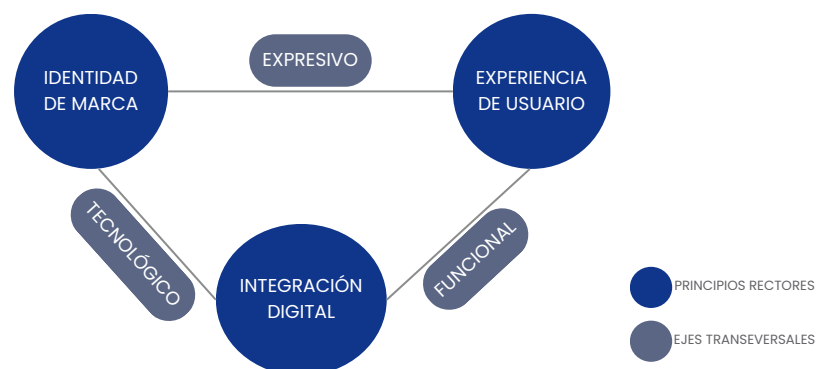 EXPRESIVO
IDENTIDAD
DE MARCA
EXPERIENCIA
DE USUARIO
TECNOLÓGICO
FUNCIONAL
INTEGRACIÓN
DIGITAL
PRINCIPIOS RECTORES
EJES TRANSEVERSALES